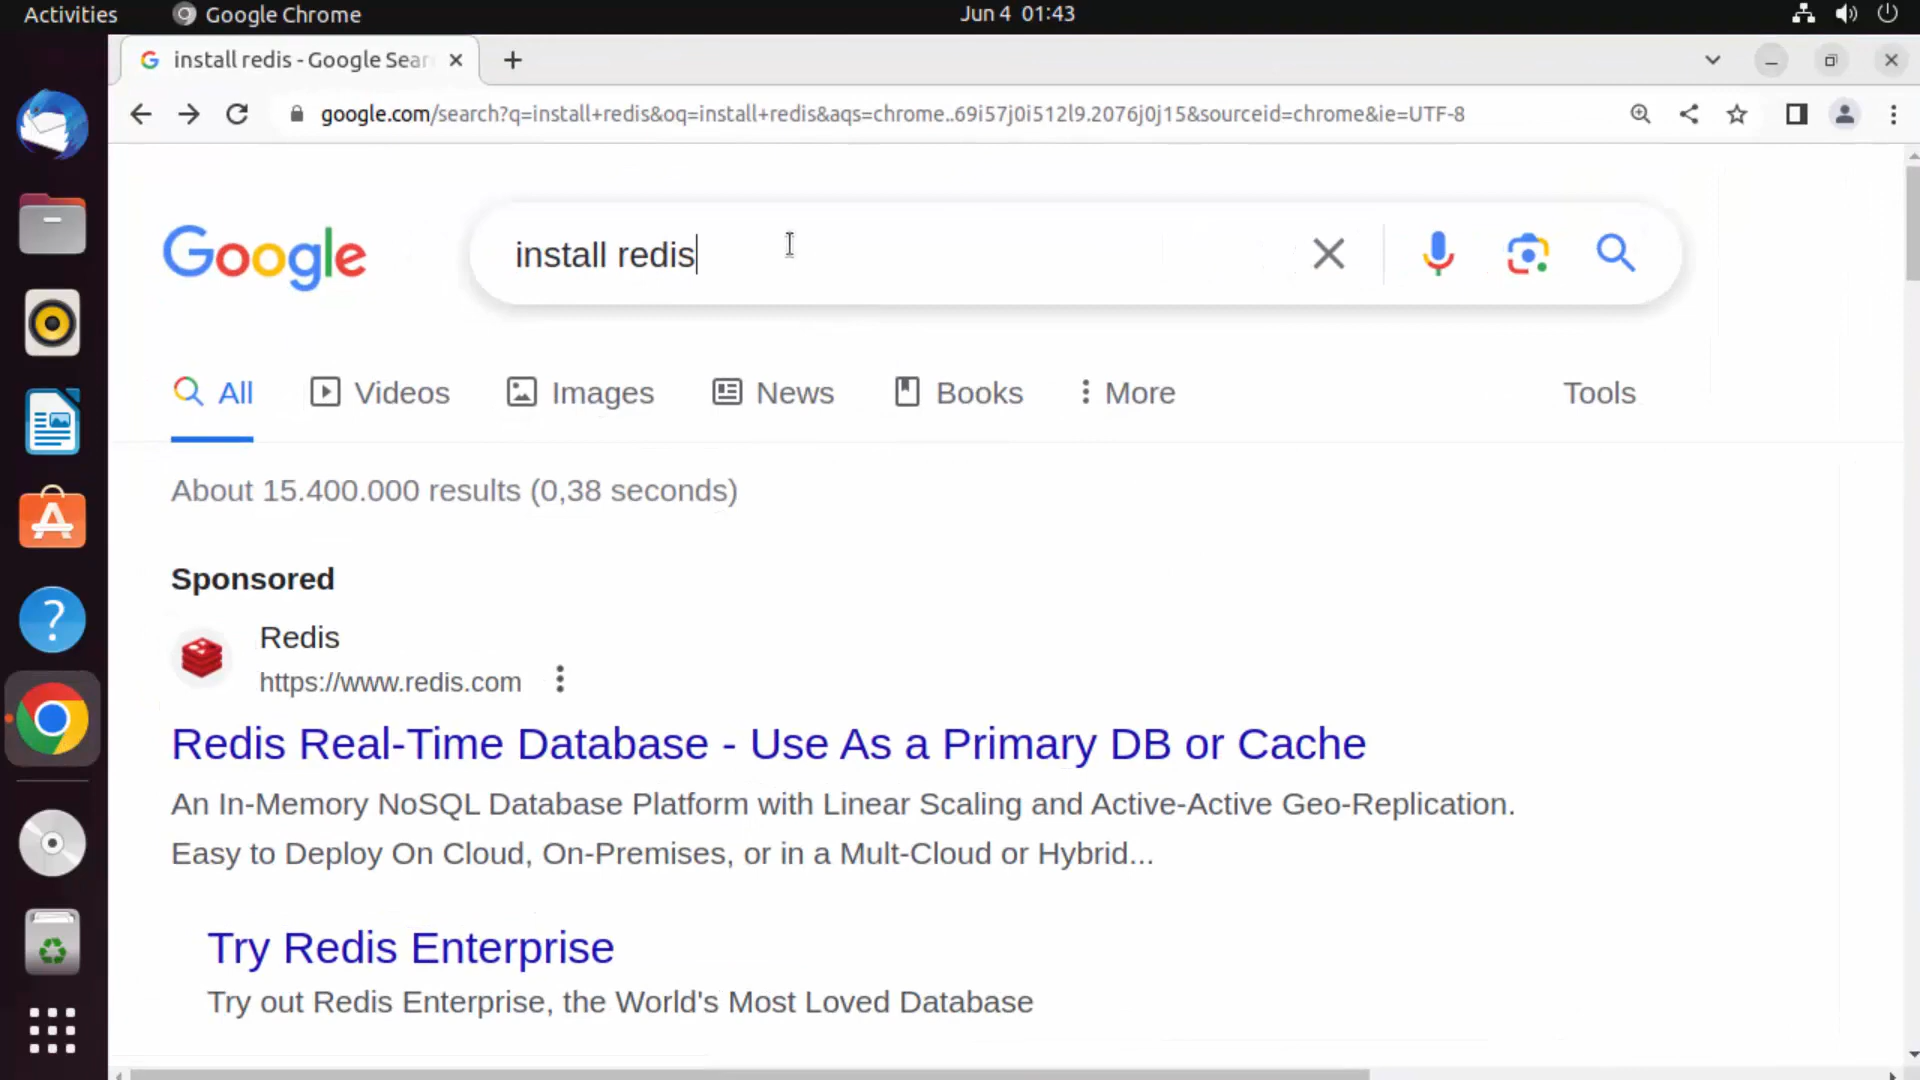 Activities
Google Chrome
Jun 4 01:43
install redis - Google Sear
google.com/search?q=install+redis&oq=install+redis&aqs=chrome..69i57j0i512l9.2076j0j15&sourceid=chrome&ie=UTF-8
Google
install redis
All
Videos
Images
News
Books
More
Tools
About 15.400.000 results (0,38 seconds)
Sponsored
Redis
https://www.redis.com
Redis Real-Time Database - Use As a Primary DB or Cache
An In-Memory NoSQL Database Platform with Linear Scaling and Active-Active Geo-Replication.
Easy to Deploy On Cloud, On-Premises, or in a Mult-Cloud or Hybrid...
Try Redis Enterprise
Try out Redis Enterprise, the World's Most Loved Database